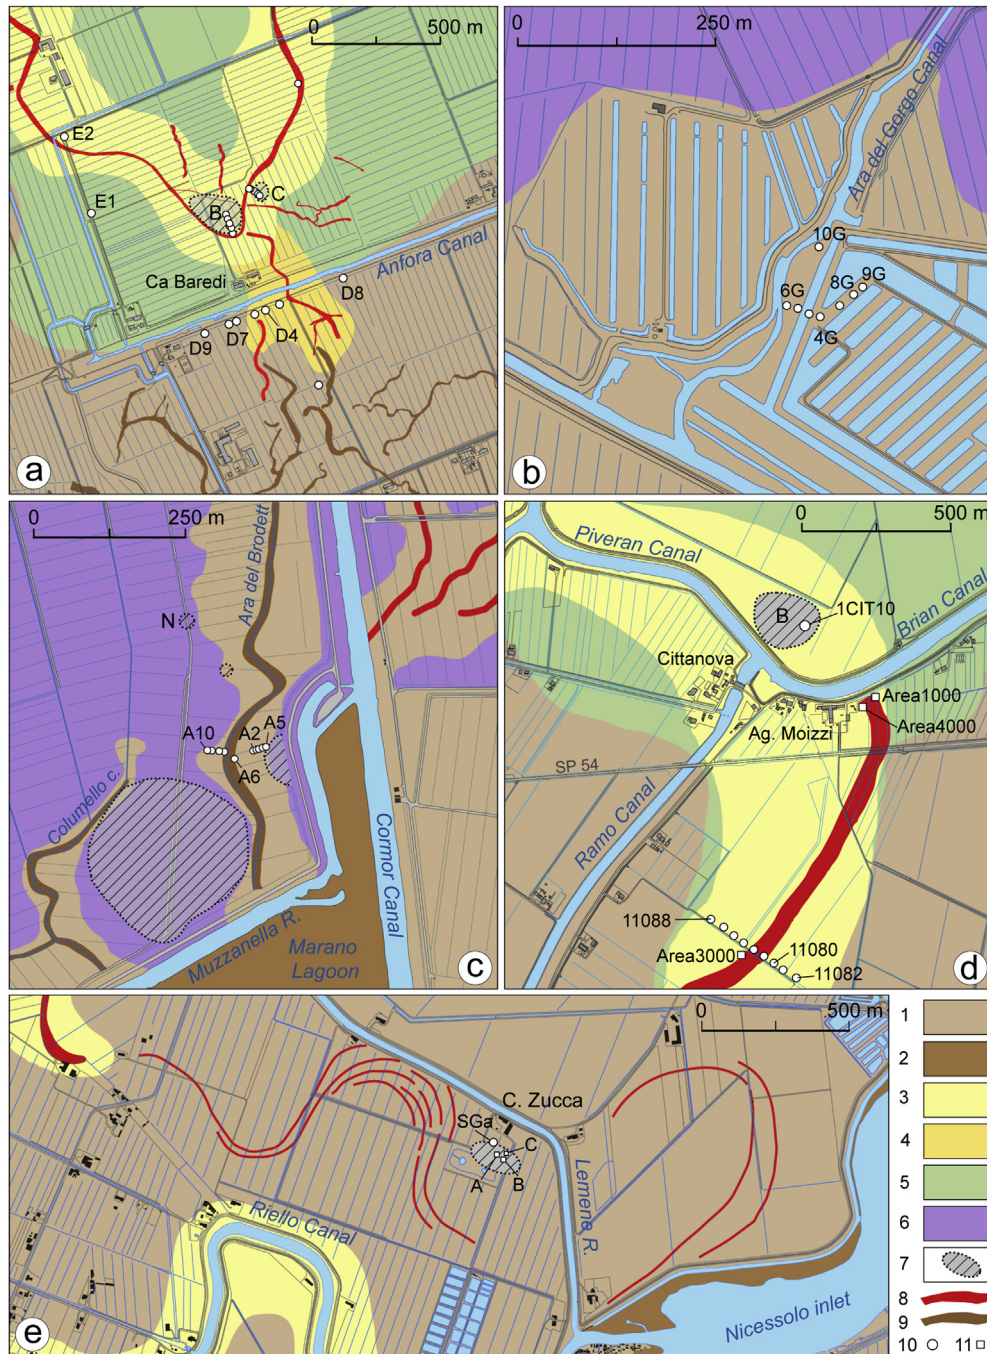 0 500 m
E2
E1
B
C
Anfora Canal
Ca Baredi
D8
D9
D7
D4
a
0 250 m
Ara del Gorgo Canal
10G
6G
8G
9G
4G
b
0 250 m
Ara del Brodett
N
A10
A2
A5
A6
Columello c.
Cormor Canal
Muzzanella R.
Marano
Lagoon
c
0 500 m
Piveran Canal
B
1CIT10
Brian Canal
Cittanova
Area1000
Area4000
Ag. Moizzi
SP 54
Ramo Canal
11088
Area3000
11080
11082
d
0 500 m
C. Zucca
SGa
C
A
B
Lemene R.
Riello Canal
Nicessolo inlet
e
1
2
3
4
5
6
7
8
9
10 11